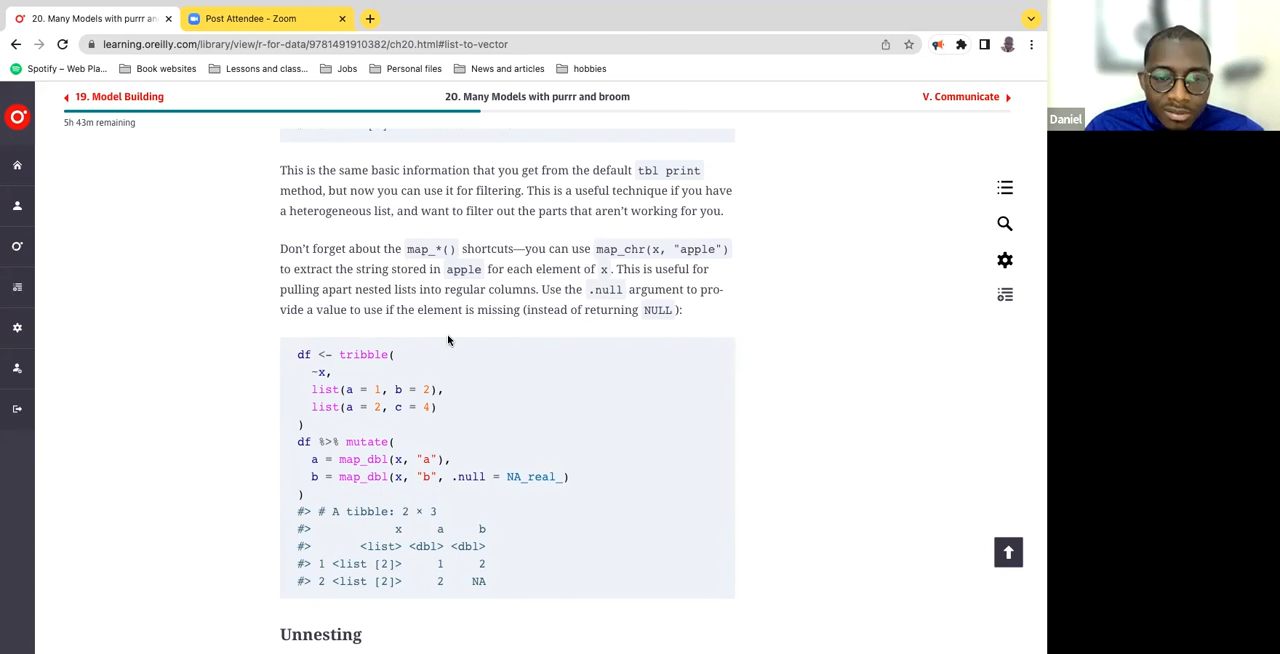 20. Many Models with purrr an
Post Attendee - Zoom
learning.oreilly.com/library/view/r-for-data/9781491910382/ch20.html#list-to-vector
Spotify – Web Pla...
Book websites
Lessons and class...
Jobs
Personal files
News and articles
hobbies
19. Model Building
20. Many Models with purrr and broom
V. Communicate
5h 43m remaining
This is the same basic information that you get from the default tbl print
method, but now you can use it for filtering. This is a useful technique if you have
a heterogeneous list, and want to filter out the parts that aren’t working for you.
Don’t forget about the map_*() shortcuts—you can use map_chr(x, "apple")
to extract the string stored in apple for each element of x. This is useful for
pulling apart nested lists into regular columns. Use the .null argument to pro-
vide a value to use if the element is missing (instead of returning NULL):
df <- tribble(
~x,
list(a = 1, b = 2),
list(a = 2, c = 4)
)
df %>% mutate(
a = map_dbl(x, "a"),
b = map_dbl(x, "b", .null = NA_real_)
)
#> # A tibble: 2 × 3
#> x a b
#> <list> <dbl> <dbl>
#> 1 <list [2]> 1 2
#> 2 <list [2]> 2 NA
Unnesting
Daniel